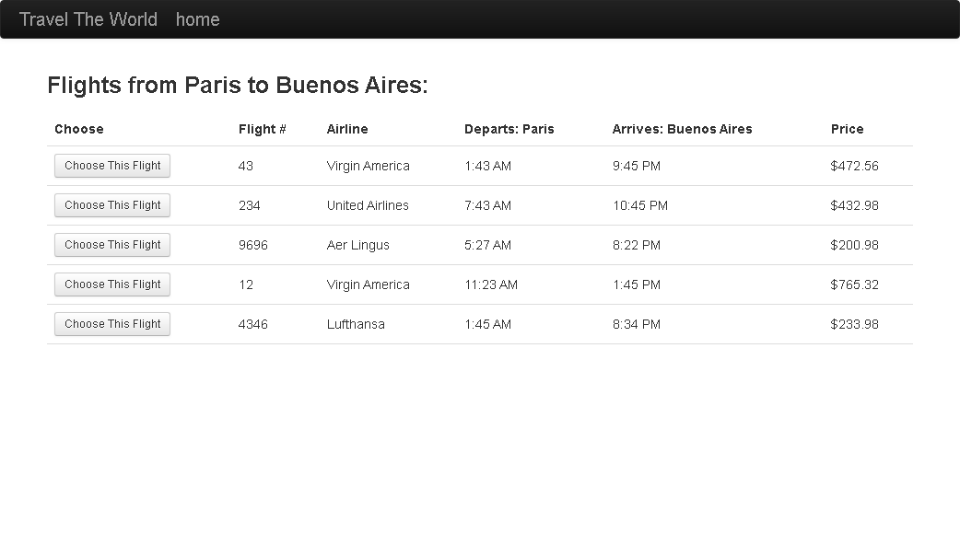 Travel The World home
Flights from Paris to Buenos Aires:
Choose Flight # Airline Departs: Paris Arrives: Buenos Aires Price
Choose This Flight 43 Virgin America 1:43 AM 9:45 PM $472.56
Choose This Flight 234 United Airlines 7:43 AM 10:45 PM $432.98
Choose This Flight 9696 Aer Lingus 5:27 AM 8:22 PM $200.98
Choose This Flight 12 Virgin America 11:23 AM 1:45 PM $765.32
Choose This Flight 4346 Lufthansa 1:45 AM 8:34 PM $233.98